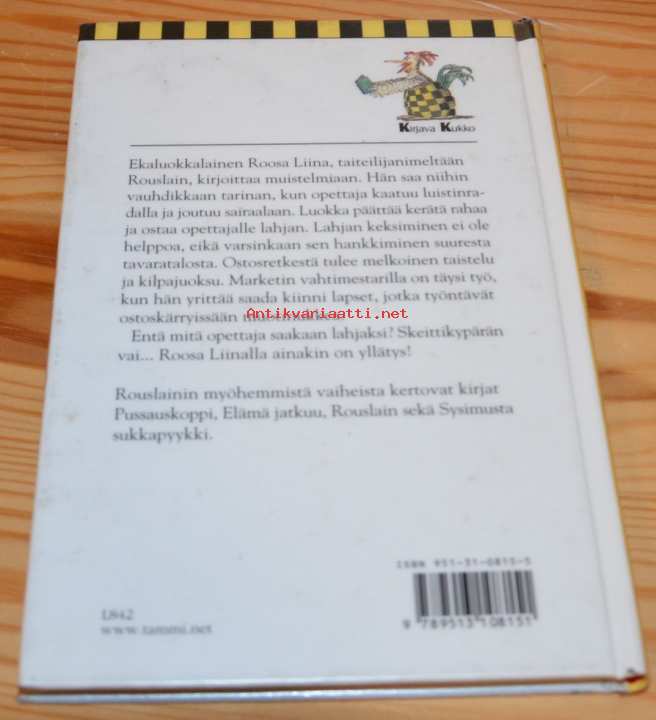 Kirjava Kukko
Ekaluokkalainen Roosa Liina, taiteilijanimeltään
Rouslain, kirjoittaa muistelmiaan. Hän saa niihin
vauhdikkaan tarinan, kun opettaja kaatuu luistinra-
dalla ja joutuu sairaalaan. Luokka päättää kerätä rahaa
ja ostaa opettajalle lahjan. Lahjan keksiminen ei ole
helppoa, eikä varsinkaan sen hankkiminen suuresta
tavaratalosta. Ostosretkestä tulee melkoinen taistelu
ja kilpajuoksu. Marketin vahtimestarilla on täysi työ,
kun hän yrittää saada kiinni lapset, jotka työntävät
Antikvariaatti.net
ostoskärryissään
Entä mitä opettaja saakaan lahjaksi? Skeittikypärän
vai... Roosa Liinalla ainakin on yllätys!
Rouslainin myöhemmistä vaiheista kertovat kirjat
Pussauskoppi, Elämä jatkuu, Rouslain sekä Sysimusta
sukkapyykki.
ISBN 951-31-0815-5
L842
www.tammi.net
9 789513 108151